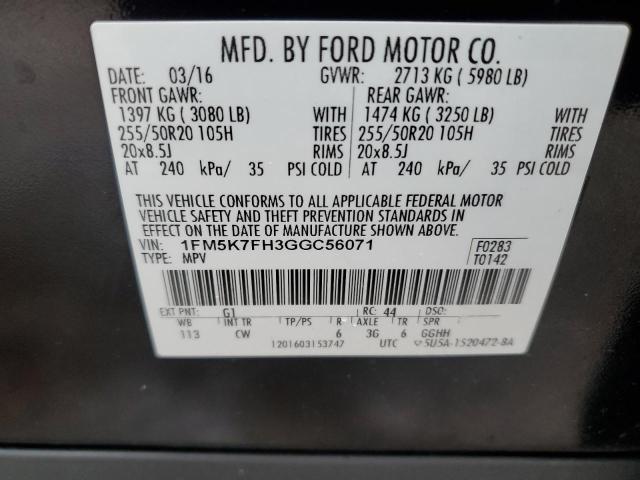 MFD. BY FORD MOTOR CO.
DATE: 03/16 GVWR: 2713 KG ( 5980 LB)
FRONT GAWR: REAR GAWR:
1397 KG ( 3080 LB) WITH 1474 KG ( 3250 LB) WITH
255/50R20 105H TIRES 255/50R20 105H TIRES
20x8.5J RIMS 20x8.5J RIMS
AT 240 kPa/ 35 PSI COLD AT 240 kPa/ 35 PSI COLD
THIS VEHICLE CONFORMS TO ALL APPLICABLE FEDERAL MOTOR
VEHICLE SAFETY AND THEFT PREVENTION STANDARDS IN
EFFECT ON THE DATE OF MANUFACTURE SHOWN ABOVE.
VIN: 1FM5K7FH3GGC56071 F0283
TYPE: MPV T0142
EXT PNT: G1 RC: 44 DSO:
WB INT TR TP/PS R AXLE TR SPR
113 CW 6 3G 6 GGHH
1201603153747 UTC 5U5A-1520472-BA